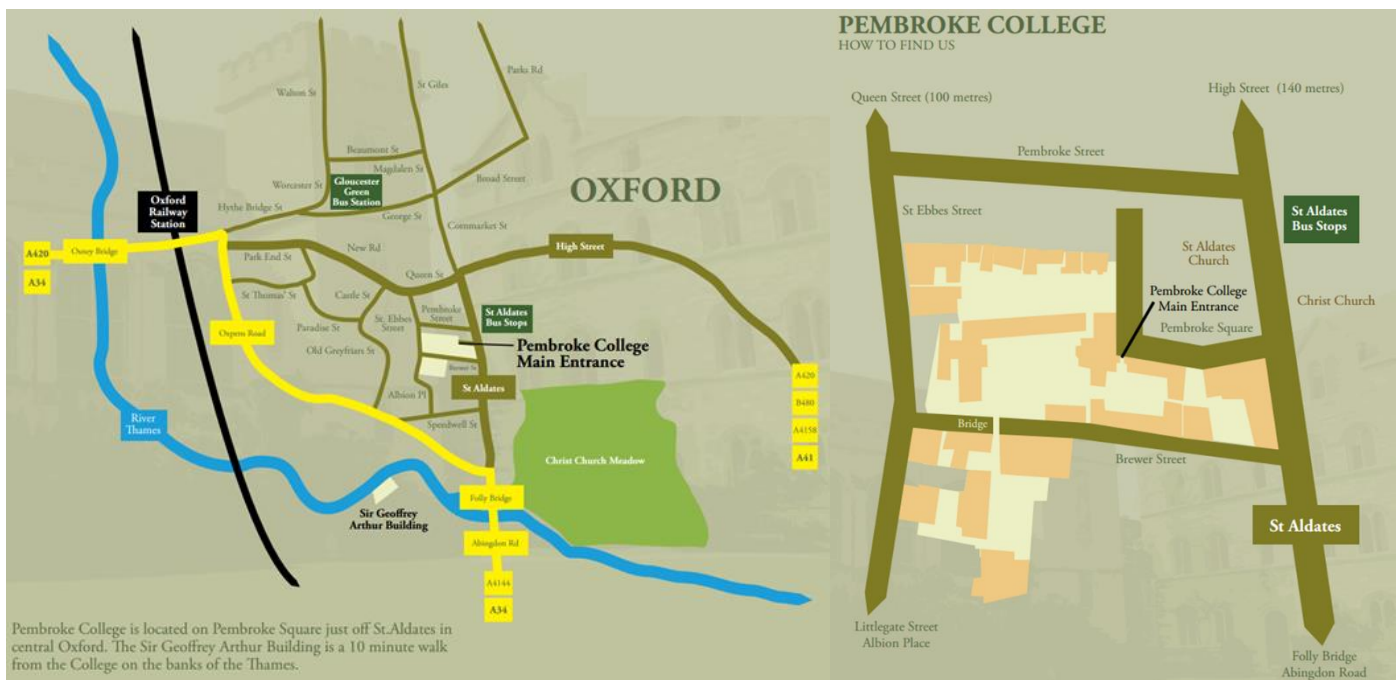 Walton St
St Giles
Parks Rd
Beaumont St
Magdalen St
Worcester St
Gloucester
Green
Bus Station
Broad Street
Oxford
Railway
Station
Hythe Bridge St
George St
Cornmarket St
OXFORD
A420
A34
Osney Bridge
New Rd
Park End St
Queen St
High Street
St Thomas' St
Castle St
St. Ebbes
Street
Pembroke
Street
St Aldates
Bus Stops
Oxpens Road
Paradise St
Old Greyfriars St
Pembroke College
Main Entrance
Brewer St
A420
B480
A4158
A41
St Aldates
Albion Pl
Speedwell St
River
Thames
Christ Church Meadow
Sir Geoffrey
Arthur Building
Folly Bridge
Abingdon Rd
A4144
A34
Pembroke College is located on Pembroke Square just off St.Aldates in
central Oxford. The Sir Geoffrey Arthur Building is a 10 minute walk
from the College on the banks of the Thames.
PEMBROKE COLLEGE
HOW TO FIND US
Queen Street (100 metres)
High Street (140 metres)
Pembroke Street
St Ebbes Street
St Aldates
Bus Stops
St Aldates
Church
Pembroke College
Main Entrance
Christ Church
Pembroke Square
Bridge
Brewer Street
St Aldates
Littlegate Street
Albion Place
Folly Bridge
Abingdon Road